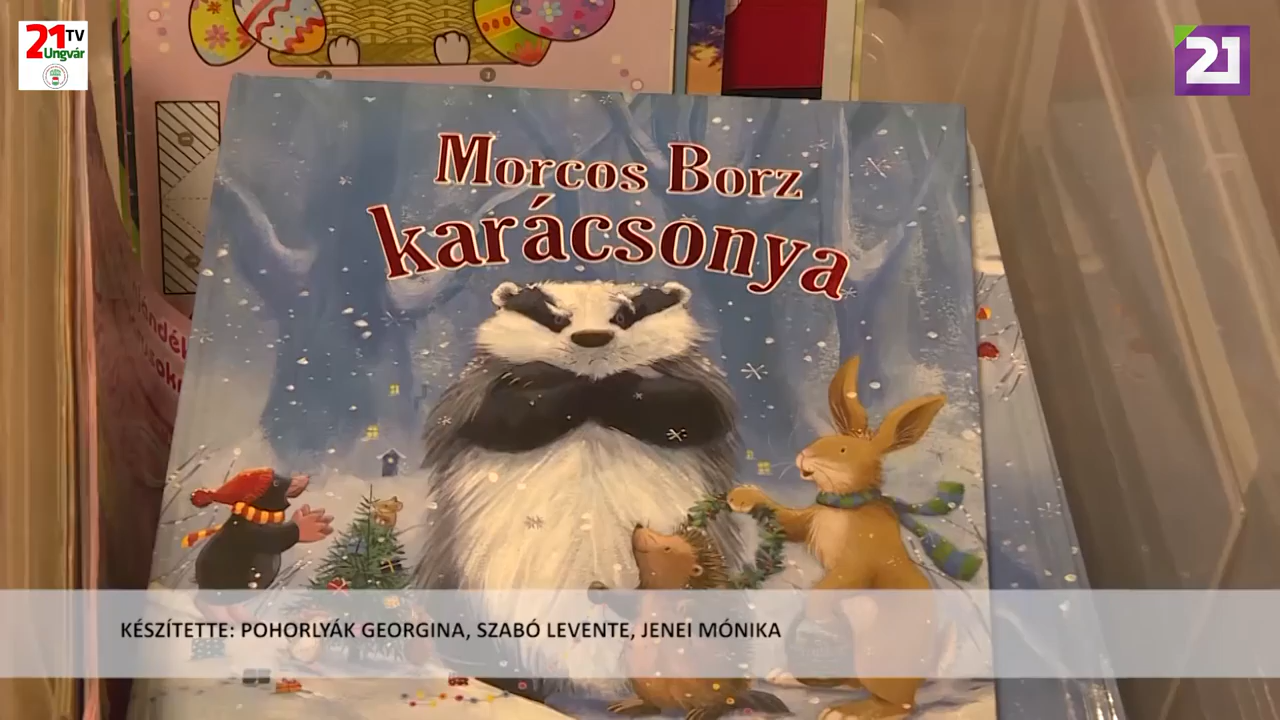 21 TV
Ungvár
21
Morcos Borz
karácsonya
KÉSZÍTETTE: POHORLYÁK GEORGINA, SZABÓ LEVENTE, JENEI MÓNIKA